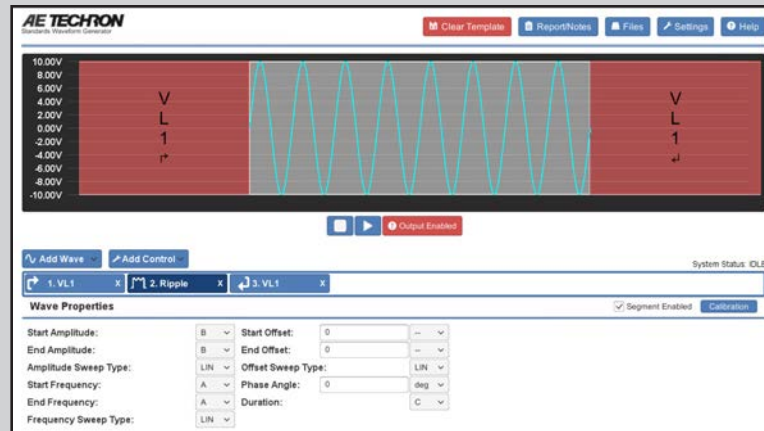 AE TECHRON
Standards Waveform Generator
Clear Template
Report/Notes
Files
Settings
Help
10.00V
8.00V
6.00V
4.00V
2.00V
0.00V
-2.00V
-4.00V
-6.00V
-8.00V
-10.00V
V
L
1
V
L
1
Output Enabled
Add Wave
Add Control
System Status: IDLE
1. VL1 x
2. Ripple x
3. VL1 x
Wave Properties
Segment Enabled
Calibration
Start Amplitude: B Start Offset: 0 --
End Amplitude: B End Offset: 0 --
Amplitude Sweep Type: LIN Offset Sweep Type: LIN
Start Frequency: A Phase Angle: 0 deg
End Frequency: A Duration: C
Frequency Sweep Type: LIN